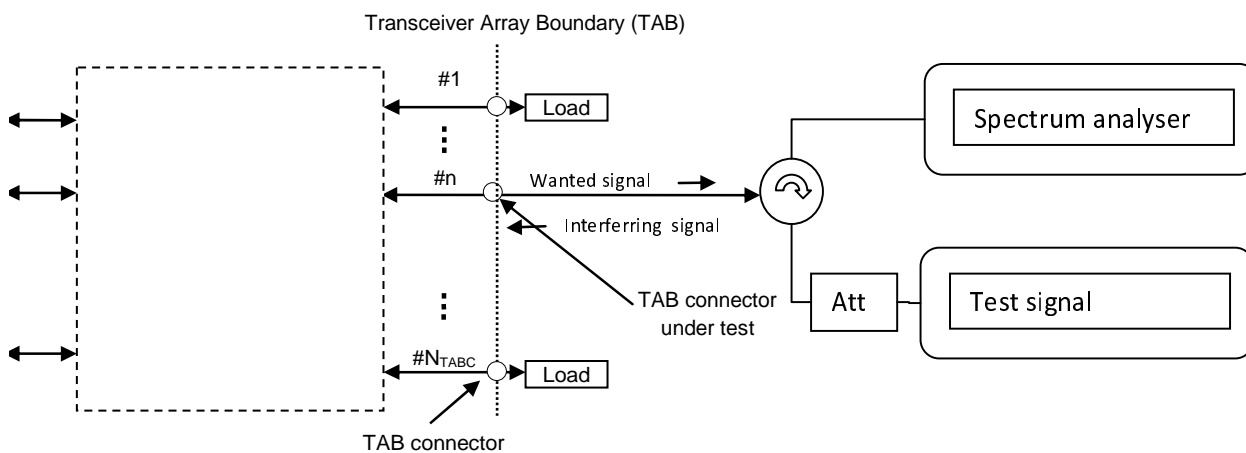 Transceiver Array Boundary (TAB)
#1
Load
Spectrum analyser
#n
Wanted signal
Interferring signal
TAB connector
under test
Att
Test signal
#NTABC
Load
TAB connector